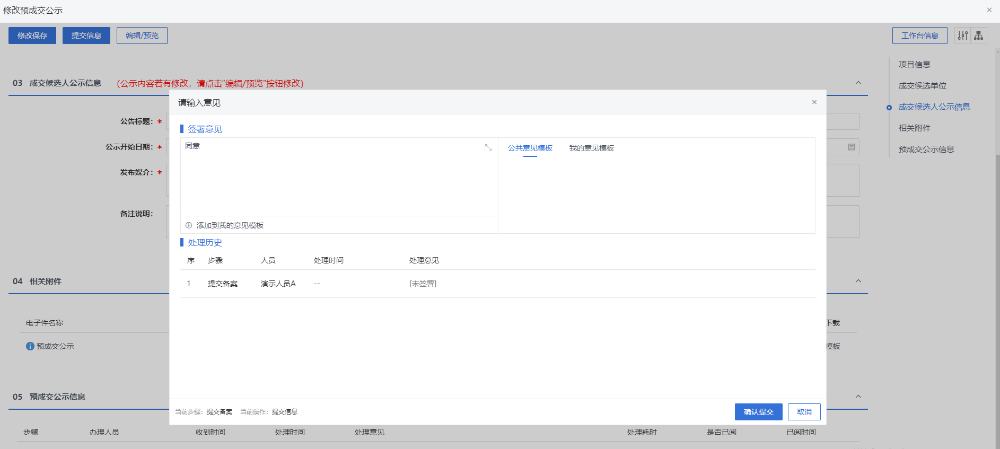 修改预成交公示
修改保存 提交信息 编辑/预览 工作台信息
项目信息
成交候选单位
成交候选人公示信息
相关附件
预成交公示信息
03 成交候选人公示信息 (公示内容若有修改，请点击“编辑/预览”按钮修改)
公告标题：*
公示开始日期：*
发布媒介：*
备注说明：
04 相关附件
电子件名称 下载
预成交公示 模板
05 预成交公示信息
步骤 办理人员 收到时间 处理时间 处理意见 处理耗时 是否已阅 已阅时间
请输入意见
签署意见
同意
公共意见模板 我的意见模板
添加到我的意见模板
处理历史
序 步骤 人员 处理时间 处理意见
1 提交备案 演示人员A -- [未签署]
当前步骤：提交备案 当前操作：提交信息
确认提交 取消